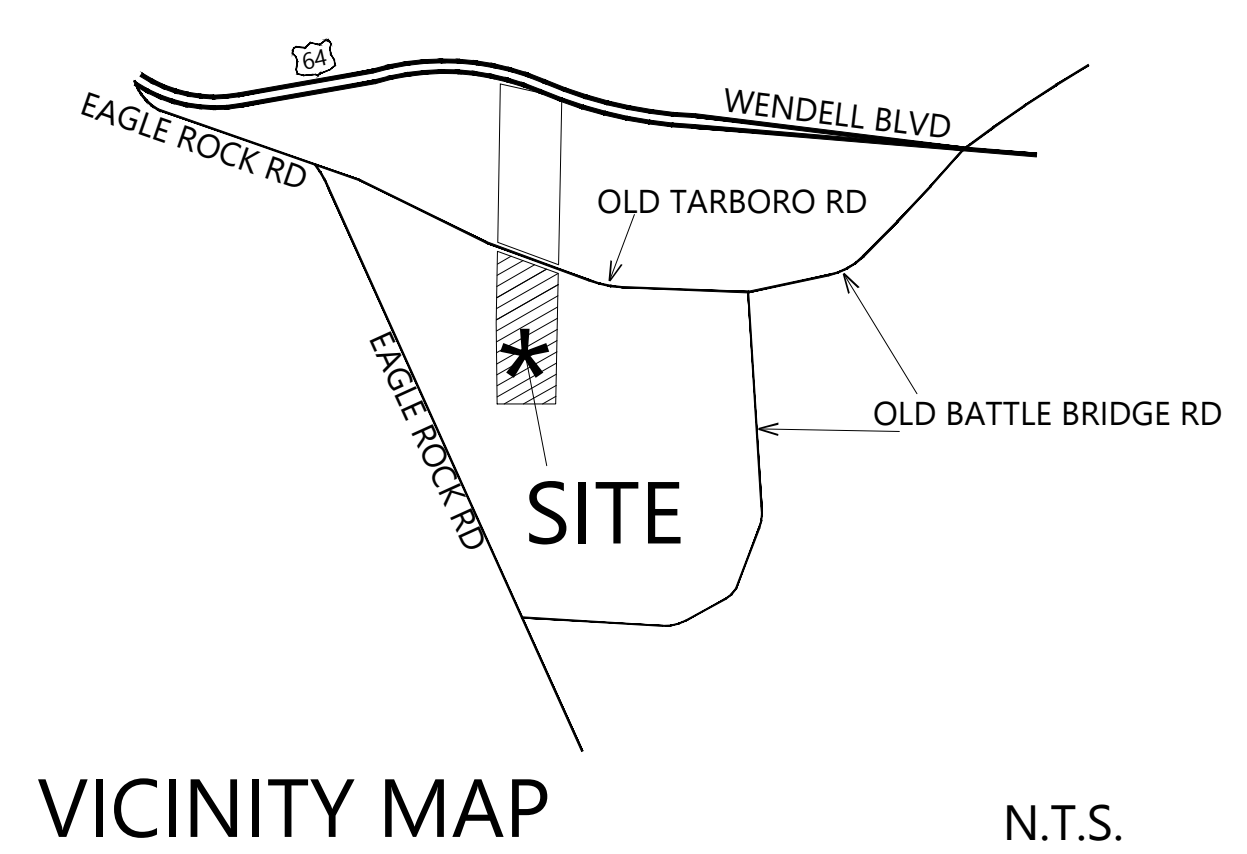 64
WENDELL BLVD
EAGLE ROCK RD
OLD TARBORO RD
EAGLE ROCK RD
OLD BATTLE BRIDGE RD
*
SITE
VICINITY MAP
N.T.S.